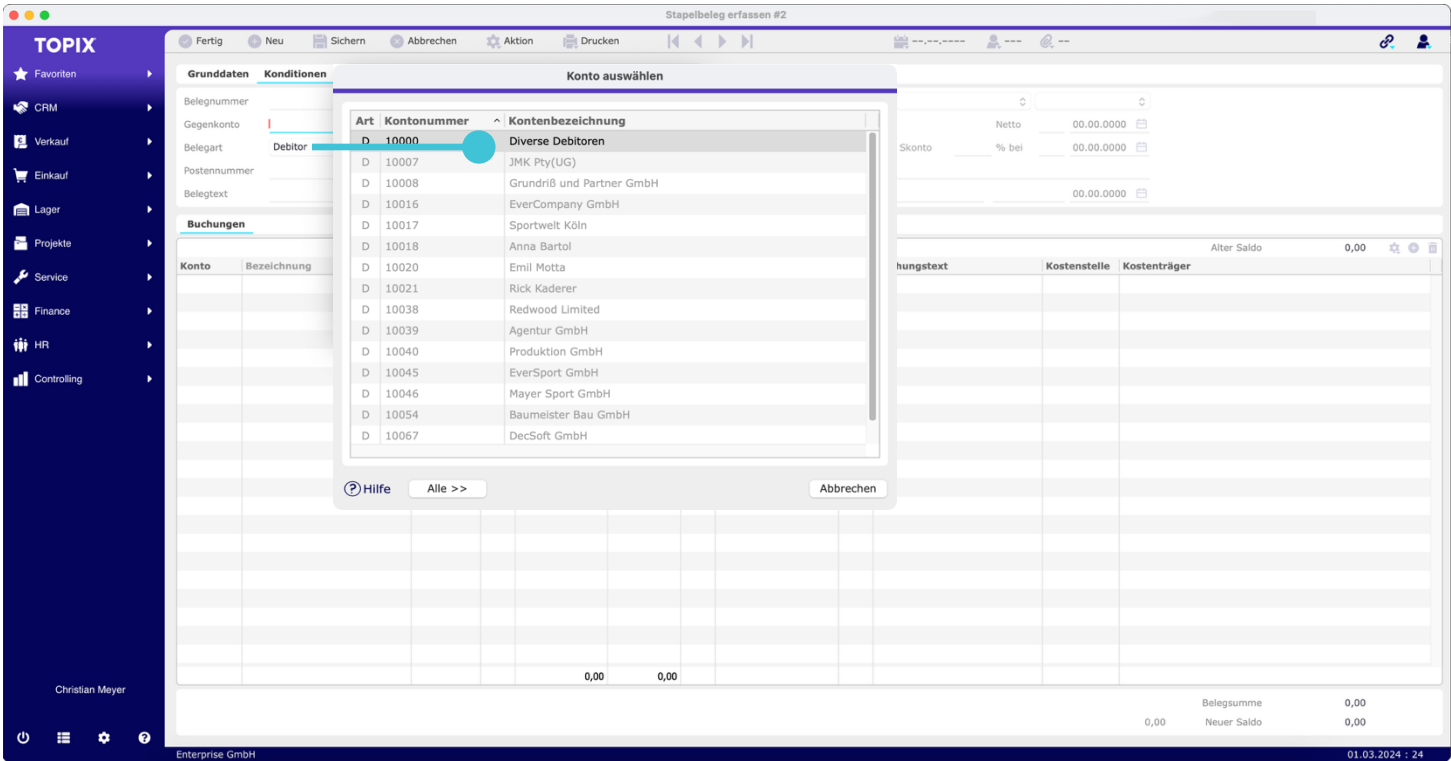 Stapelbeleg erfassen #2
TOPIX
Fertig Neu Sichern Abbrechen Aktion Drucken --.--.---- --- --
Favoriten
CRM
Verkauf
Einkauf
Lager
Projekte
Service
Finance
HR
Controlling
Christian Meyer
Grunddaten Konditionen
Belegnummer
Gegenkonto Netto 00.00.0000
Belegart Debitor Skonto % bei 00.00.0000
Postennummer
Belegtext 00.00.0000
Buchungen
Alter Saldo 0,00
Konto Bezeichnung hungstext Kostenstelle Kostenträger
Konto auswählen
Art Kontonummer Kontenbezeichnung
D 10000 Diverse Debitoren
D 10007 JMK Pty(UG)
D 10008 Grundriß und Partner GmbH
D 10016 EverCompany GmbH
D 10017 Sportwelt Köln
D 10018 Anna Bartol
D 10020 Emil Motta
D 10021 Rick Kaderer
D 10038 Redwood Limited
D 10039 Agentur GmbH
D 10040 Produktion GmbH
D 10045 EverSport GmbH
D 10046 Mayer Sport GmbH
D 10054 Baumeister Bau GmbH
D 10067 DecSoft GmbH
? Hilfe Alle >> Abbrechen
0,00 0,00
Belegsumme 0,00
0,00 Neuer Saldo 0,00
Enterprise GmbH 01.03.2024 : 24